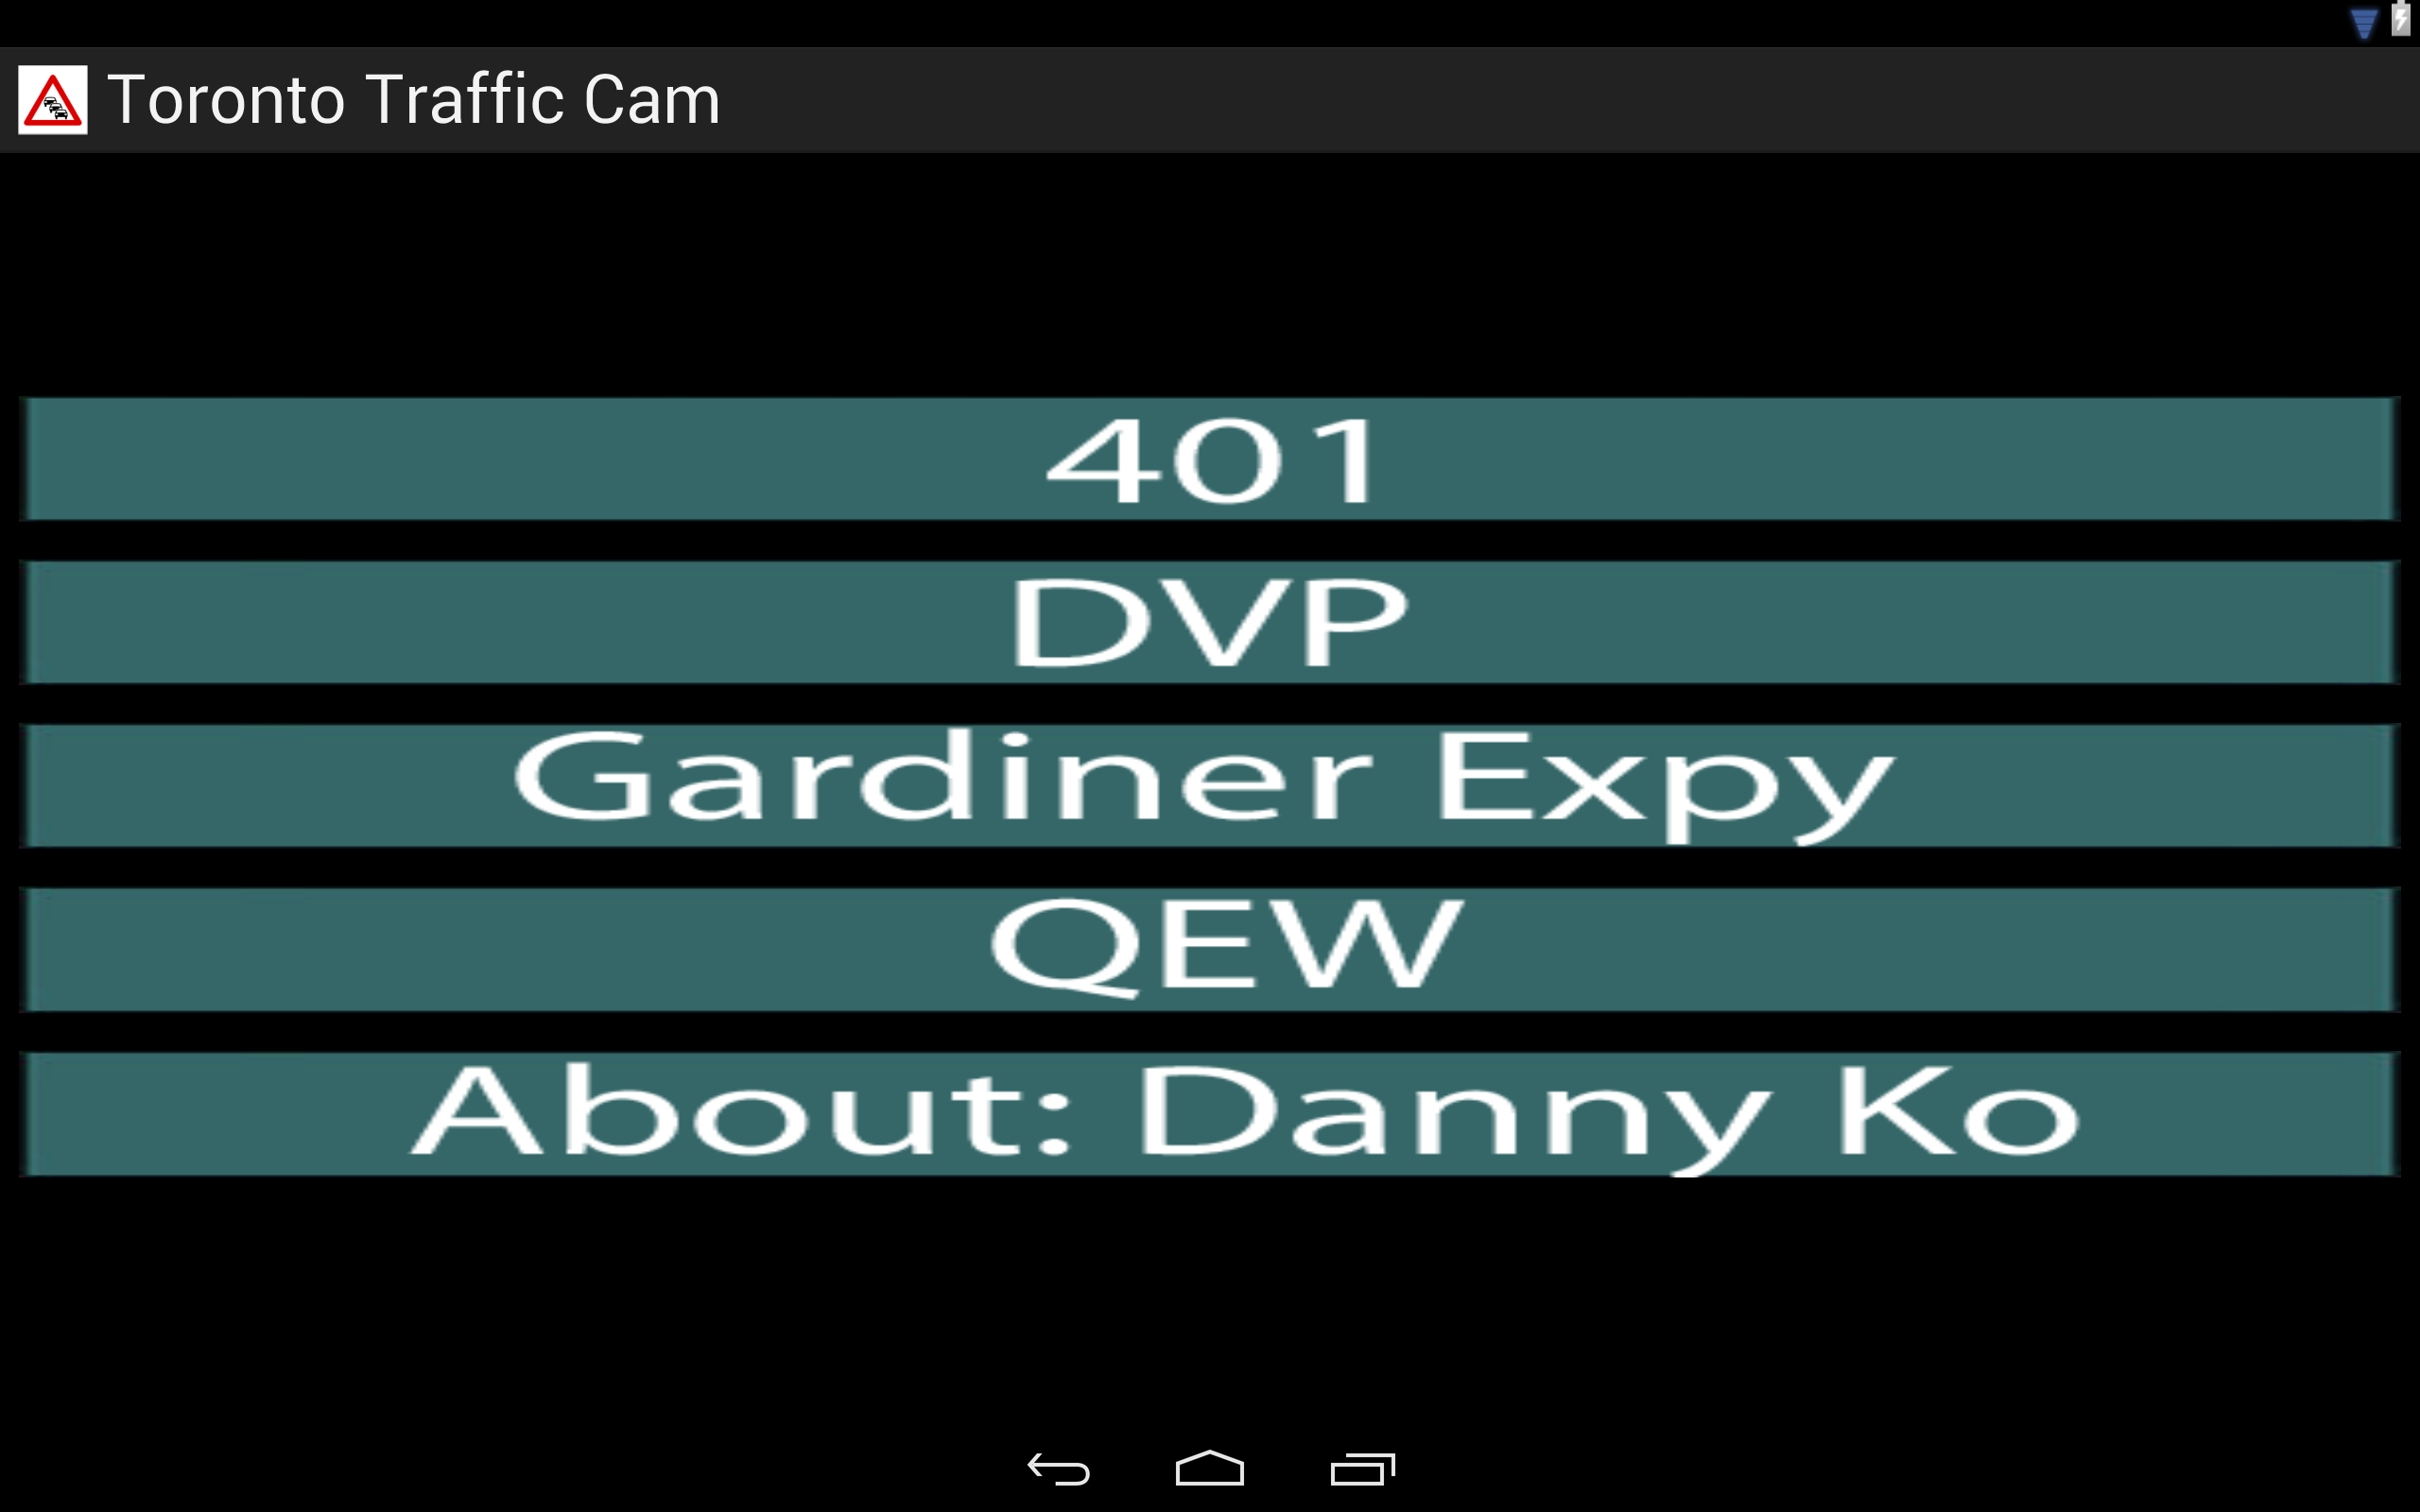 Toronto Traffic Cam
401
DVP
Gardiner Expy
QEW
About: Danny Ko